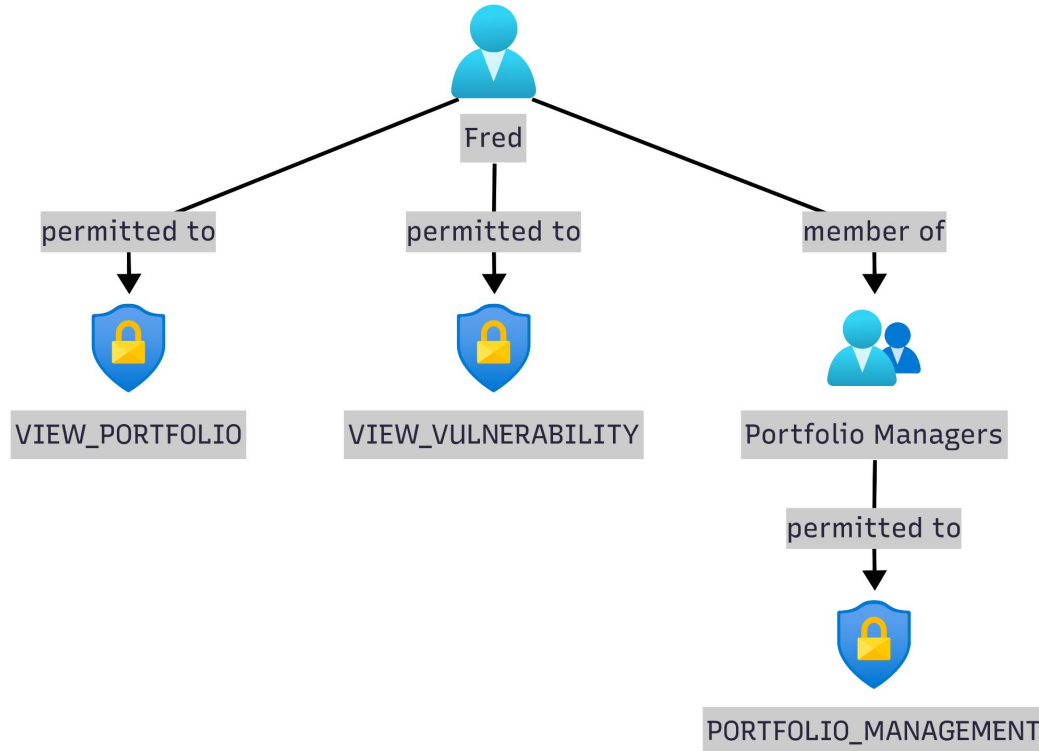 Fred
permitted to
permitted to
member of
VIEW_PORTFOLIO
VIEW_VULNERABILITY
Portfolio Managers
permitted to
PORTFOLIO_MANAGEMENT